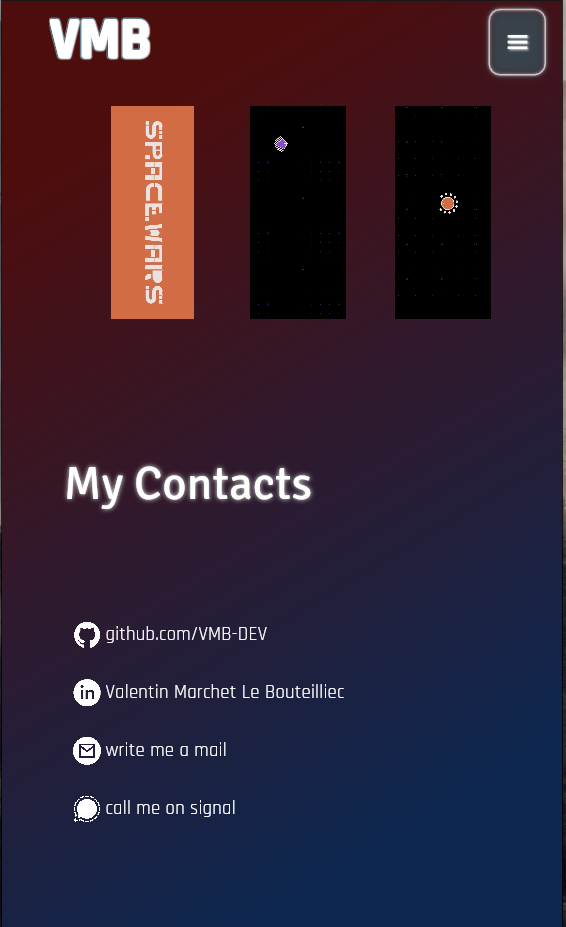 VMB
SPACE WARS
My Contacts
github.com/VMB-DEV
Valentin Marchet Le Bouteilliec
write me a mail
call me on signal